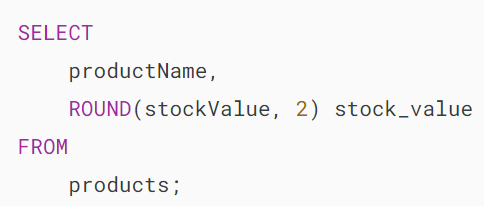 SELECT
    productName,
    ROUND(stockValue, 2) stock_value
FROM
    products;